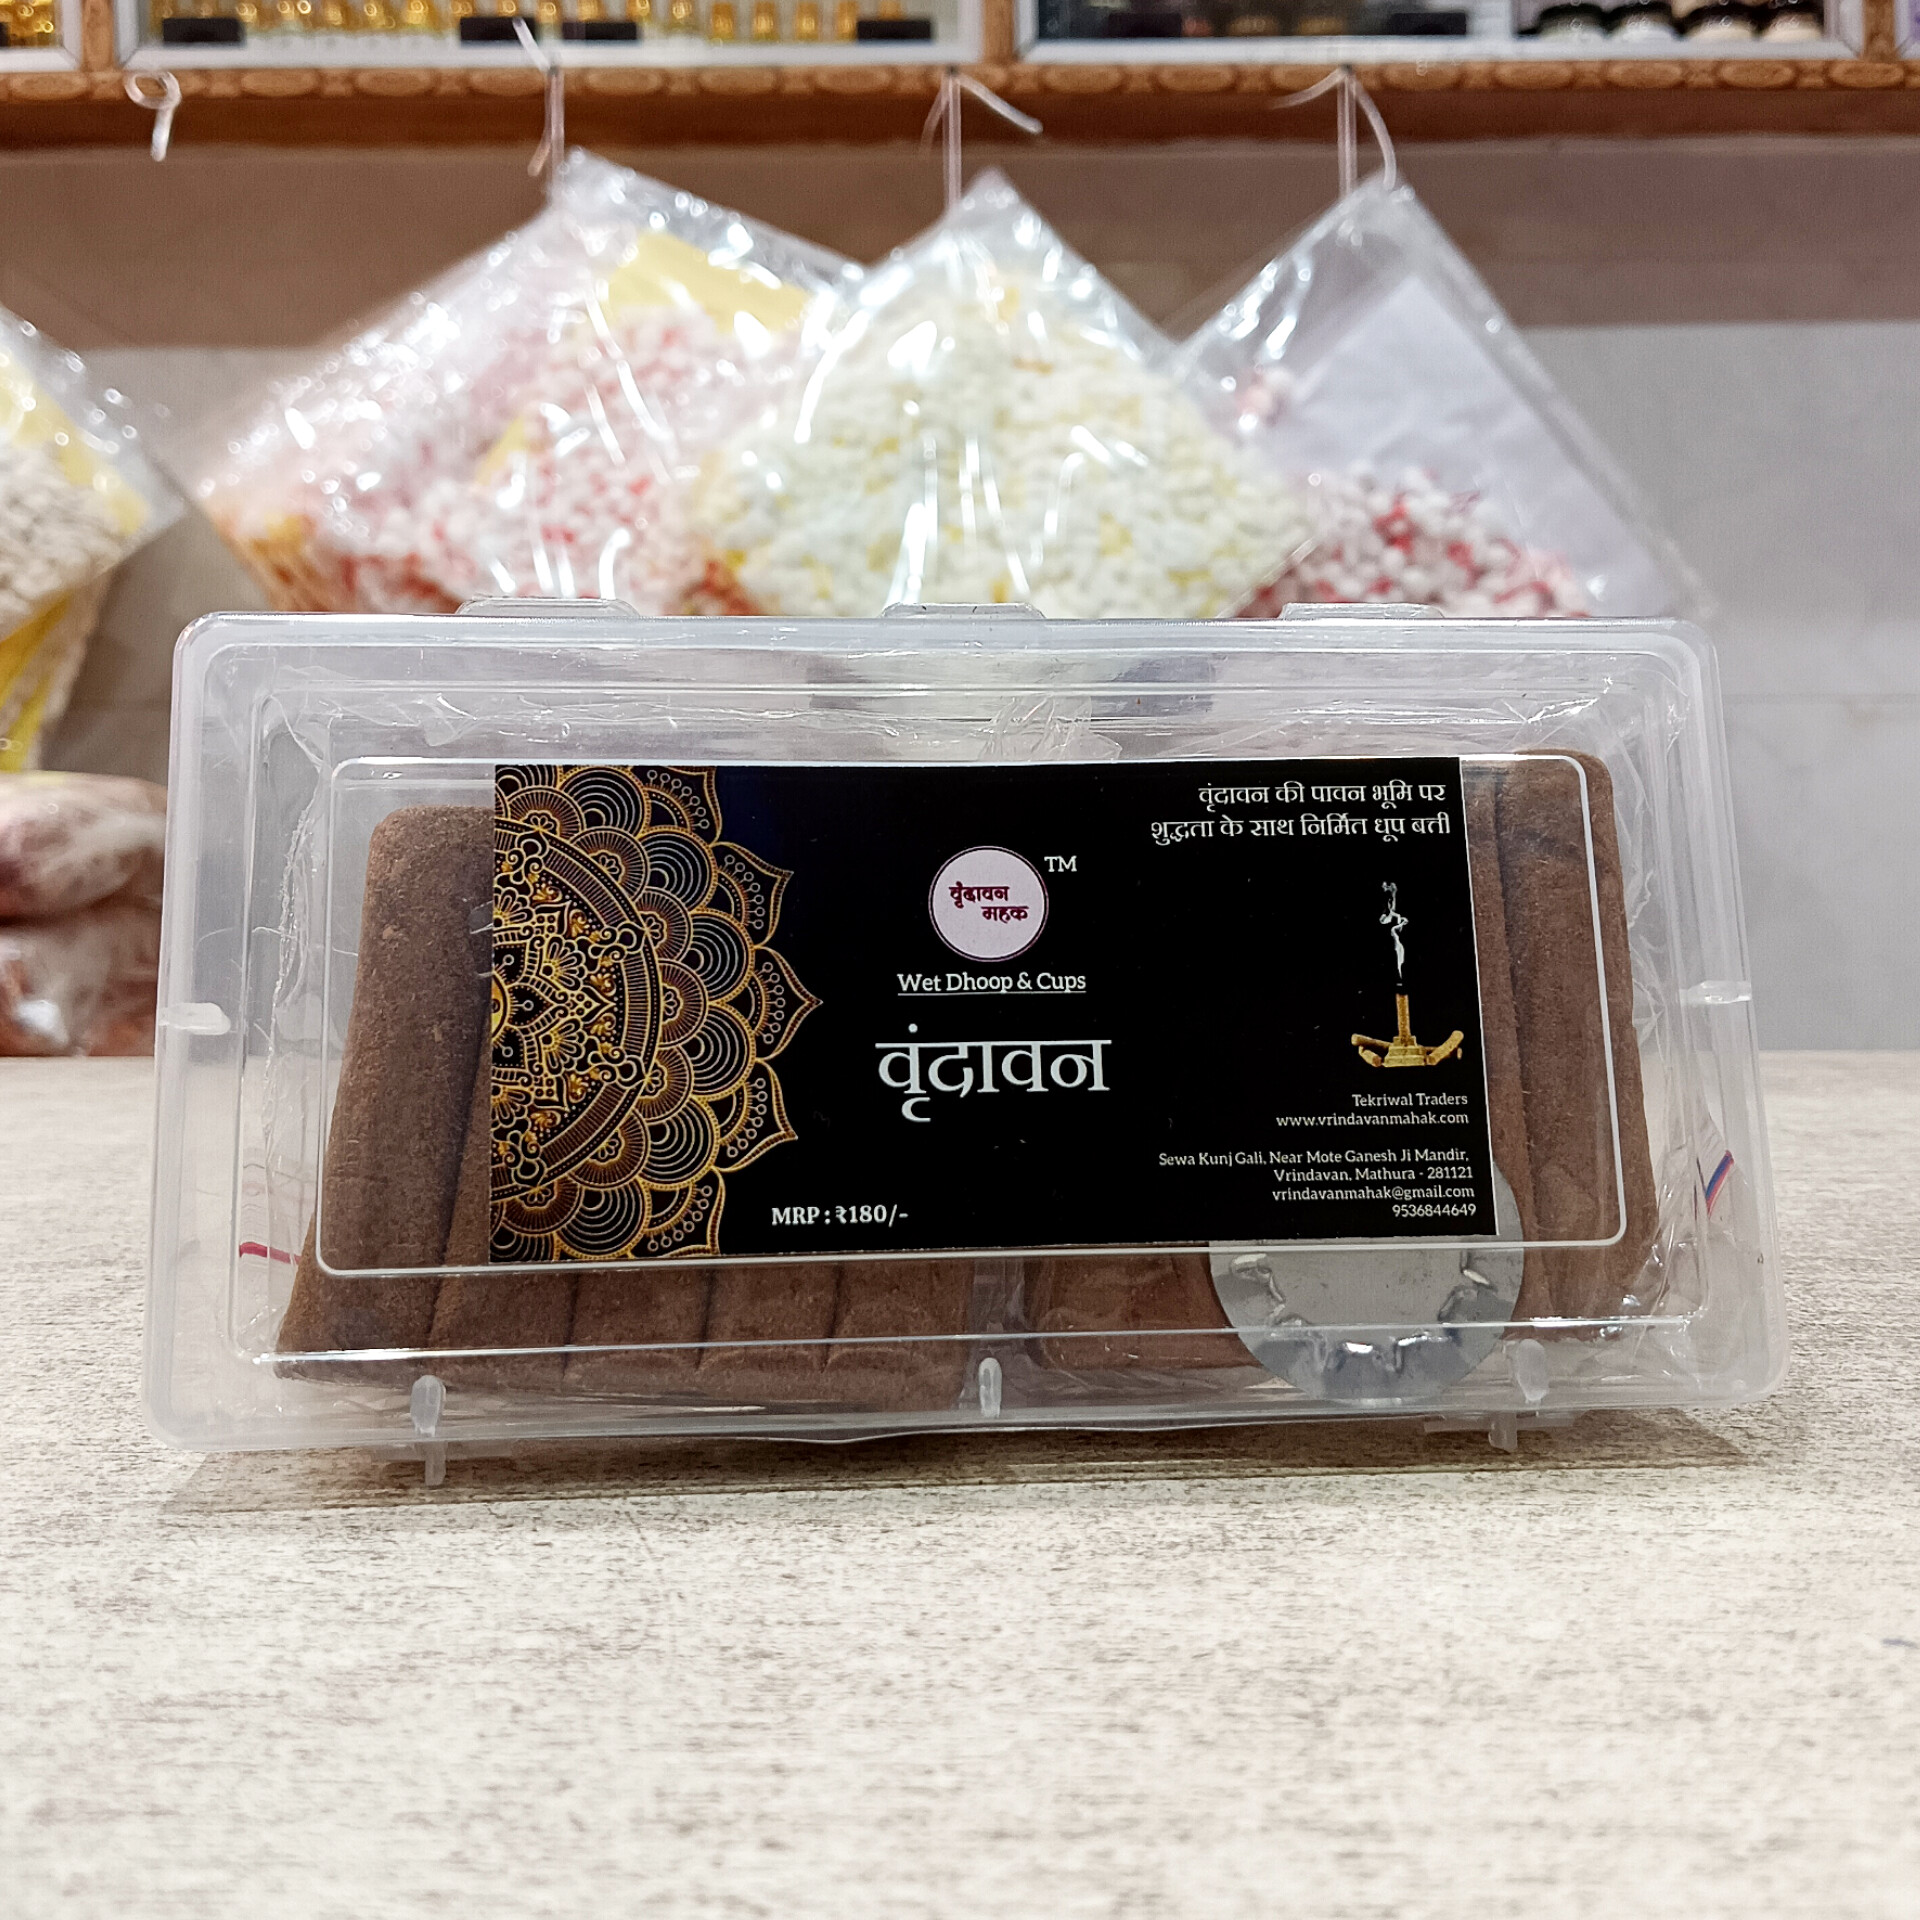 वृंदावन की पावन भूमि पर
शुद्धता के साथ निर्मित धूप बत्ती
वृंदावन
महक
TM
Wet Dhoop & Cups
वृंदावन
MRP : ₹180/-
Tekriwal Traders
www.vrindavanmahak.com
Sewa Kunj Gali, Near Mote Ganesh Ji Mandir,
Vrindavan, Mathura - 281121
vrindavanmahak@gmail.com
9536844649